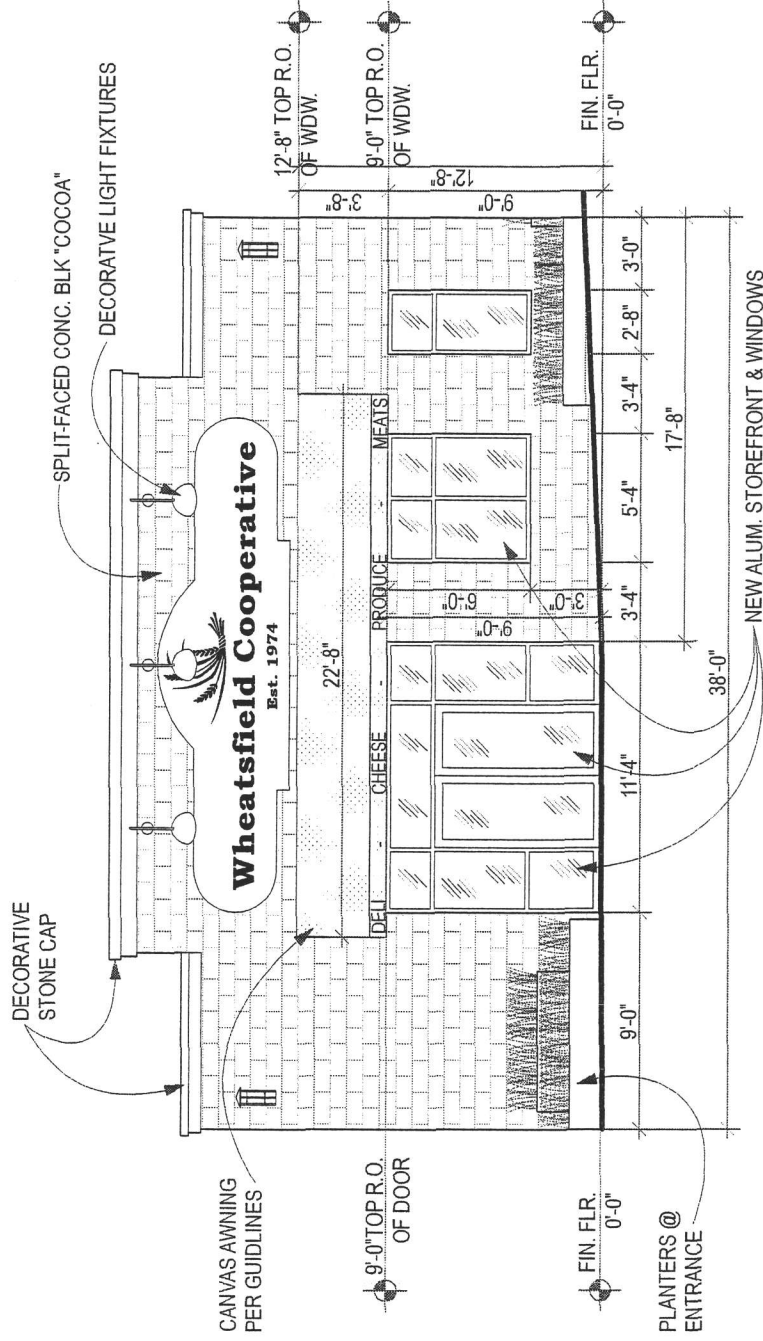 DECORATIVE
STONE CAP
SPLIT-FACED CONC. BLK "COCOA"
DECORATIVE LIGHT FIXTURES
Wheatsfield Cooperative
Est. 1974
CANVAS AWNING
PER GUIDLINES
22'-8"
12'-8" TOP R.O.
OF WDW.
3'-8"
9'-0"TOP R.O.
OF DOOR
DELI - CHEESE - PRODUCE - MEATS
9'-0" TOP R.O.
OF WDW.
9'-0"
6'-0"
3'-0"
9'-0"
12'-8"
FIN. FLR.
0'-0"
FIN. FLR.
0'-0"
PLANTERS @
ENTRANCE
9'-0"
11'-4"
3'-4"
5'-4"
3'-4"
2'-8"
3'-0"
17'-8"
38'-0"
NEW ALUM. STOREFRONT & WINDOWS